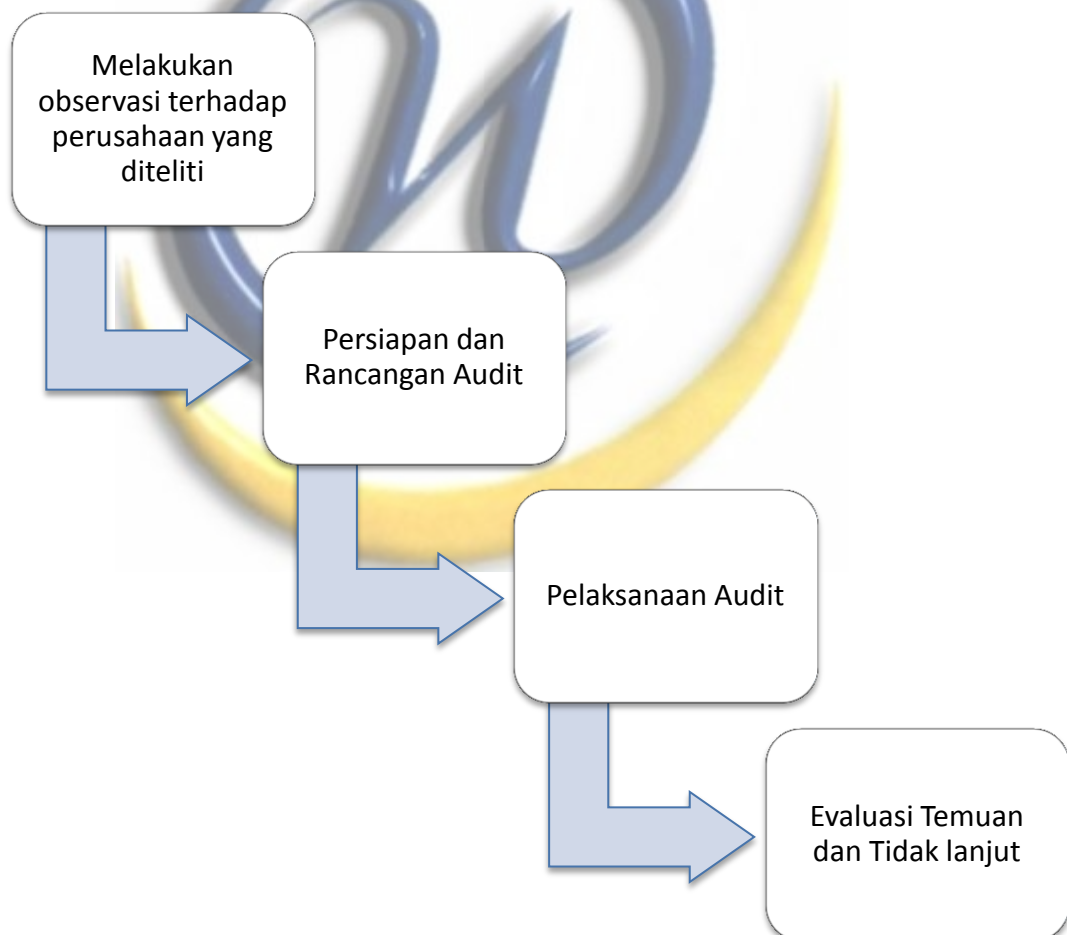 Melakukan
observasi terhadap
perusahaan yang
diteliti
Persiapan dan
Rancangan Audit
Pelaksanaan Audit
Evaluasi Temuan
dan Tidak lanjut